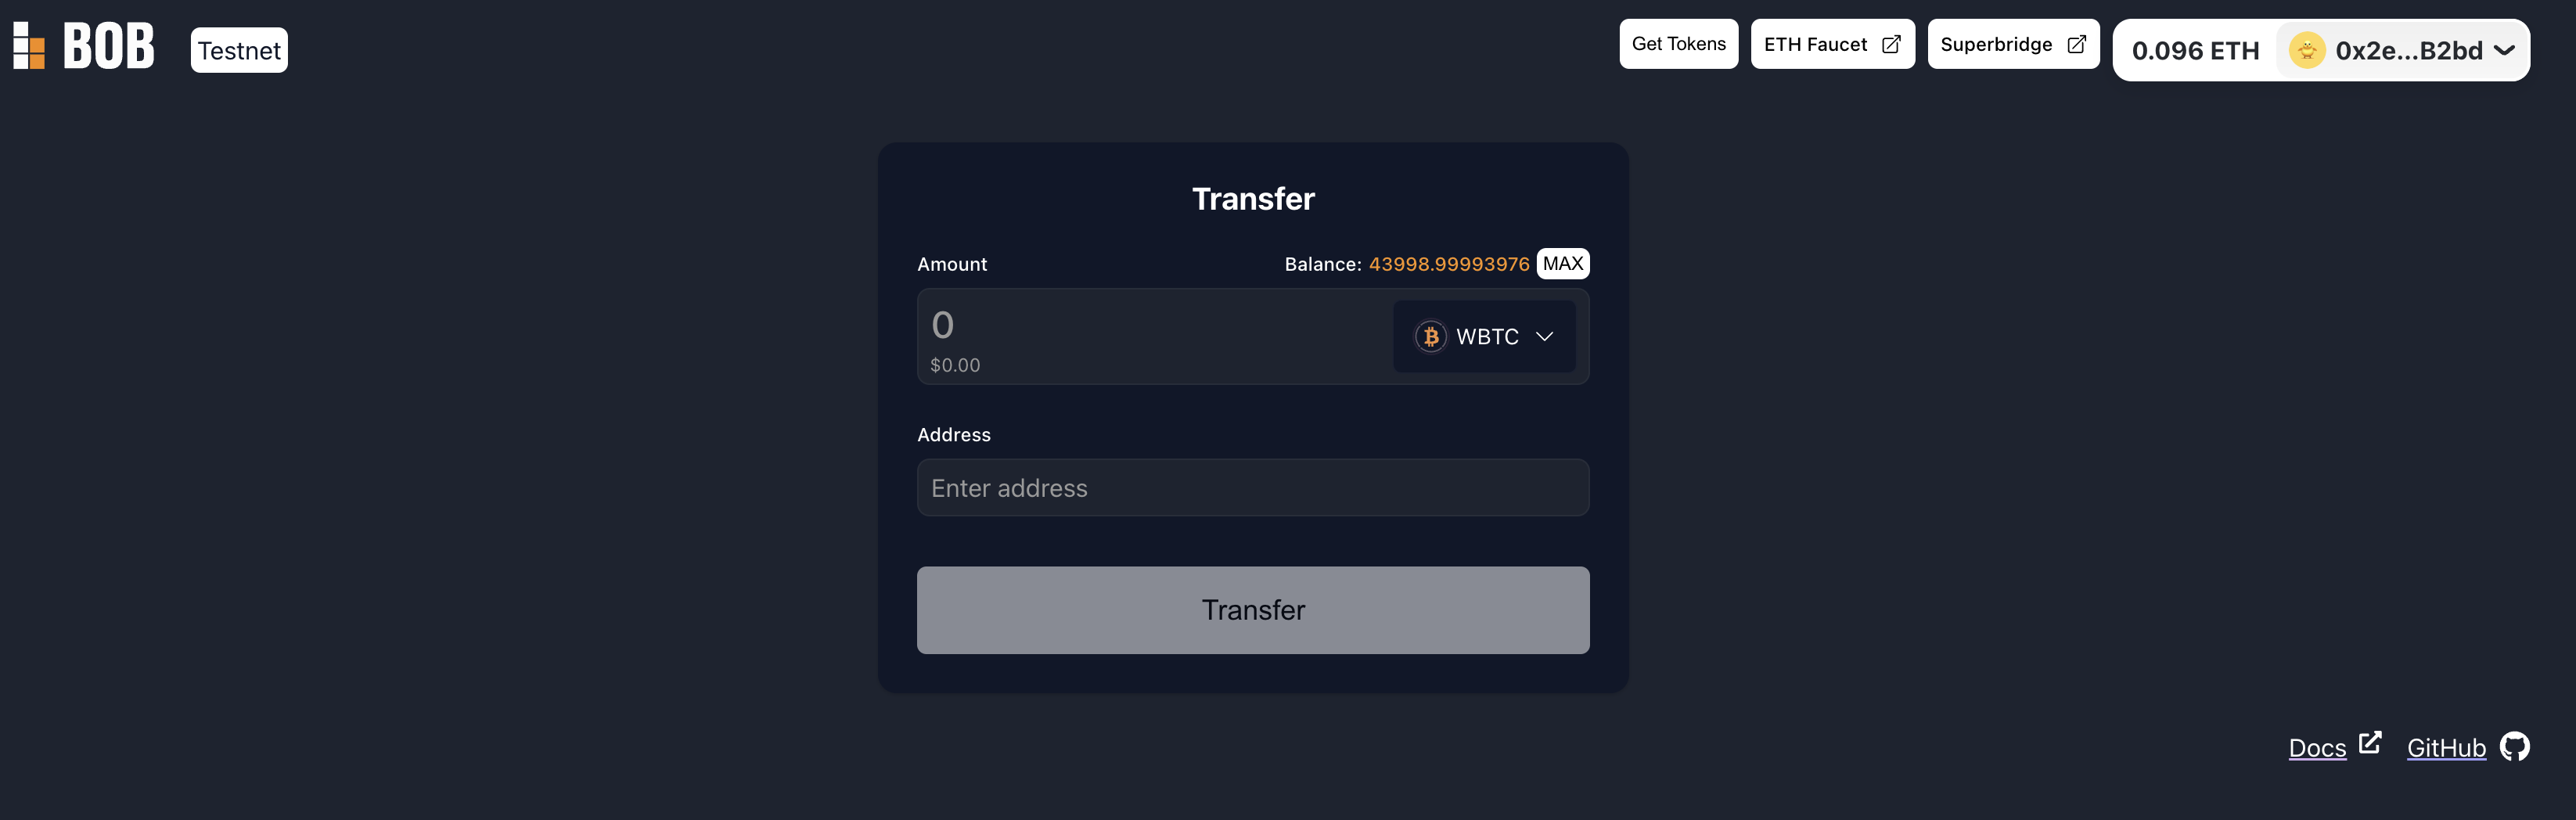 BOB
Testnet
Get Tokens
ETH Faucet
Superbridge
0.096 ETH
0x2e...B2bd
Transfer
Amount
Balance: 43998.99993976 MAX
0
WBTC
$0.00
Address
Enter address
Transfer
Docs
GitHub